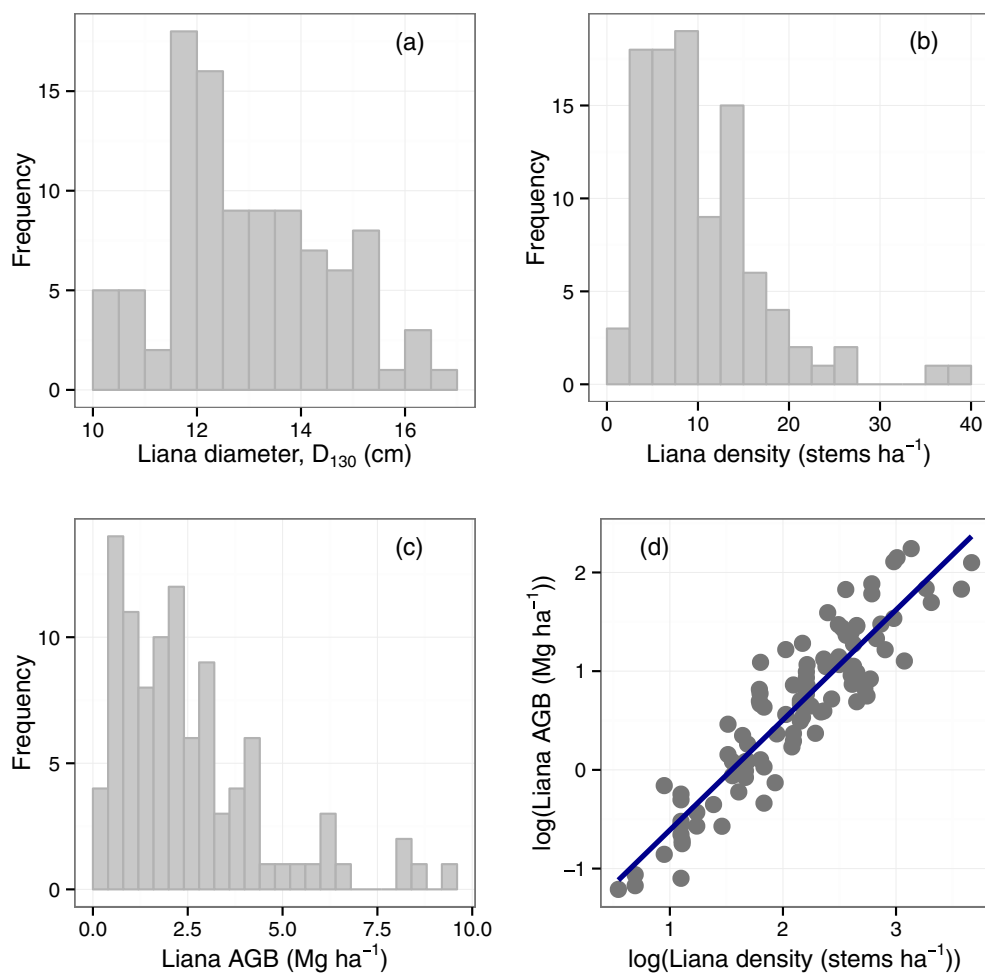 (a)
Frequency
15
10
5
0
10 12 14 16
Liana diameter, D₁₃₀ (cm)
(b)
Frequency
15
10
5
0
0 10 20 30 40
Liana density (stems ha⁻¹)
(c)
Frequency
10
5
0
0.0 2.5 5.0 7.5 10.0
Liana AGB (Mg ha⁻¹)
(d)
log(Liana AGB (Mg ha⁻¹))
2
1
0
−1
1 2 3
log(Liana density (stems ha⁻¹))